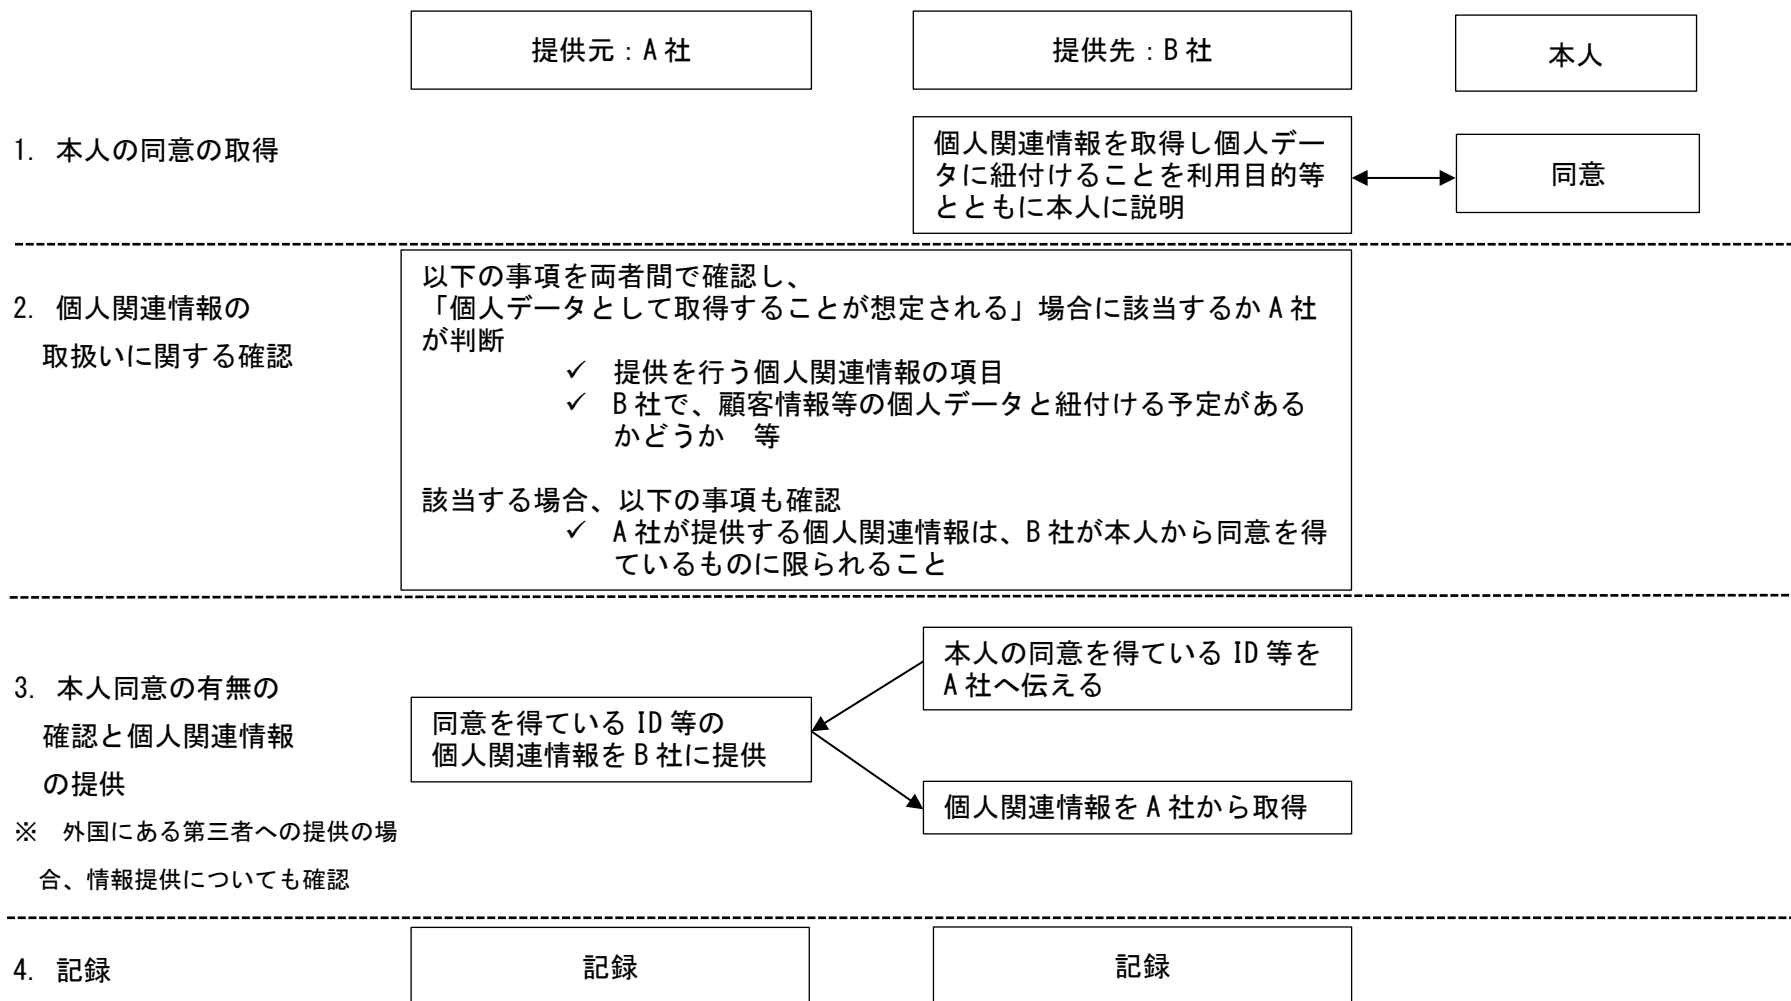 提供元：A社
提供先：B社
本人
1. 本人の同意の取得
個人関連情報を取得し個人デー
タに紐付けることを利用目的等
とともに本人に説明
同意
2. 個人関連情報の
取扱いに関する確認
以下の事項を両者間で確認し、
「個人データとして取得することが想定される」場合に該当するかA社
が判断
✓ 提供を行う個人関連情報の項目
✓ B社で、顧客情報等の個人データと紐付ける予定がある
かどうか　等
該当する場合、以下の事項も確認
✓ A社が提供する個人関連情報は、B社が本人から同意を得
ているものに限られること
3. 本人同意の有無の
確認と個人関連情報
の提供
※　外国にある第三者への提供の場
合、情報提供についても確認
本人の同意を得ているID等を
A社へ伝える
同意を得ているID等の
個人関連情報をB社に提供
個人関連情報をA社から取得
4. 記録
記録
記録